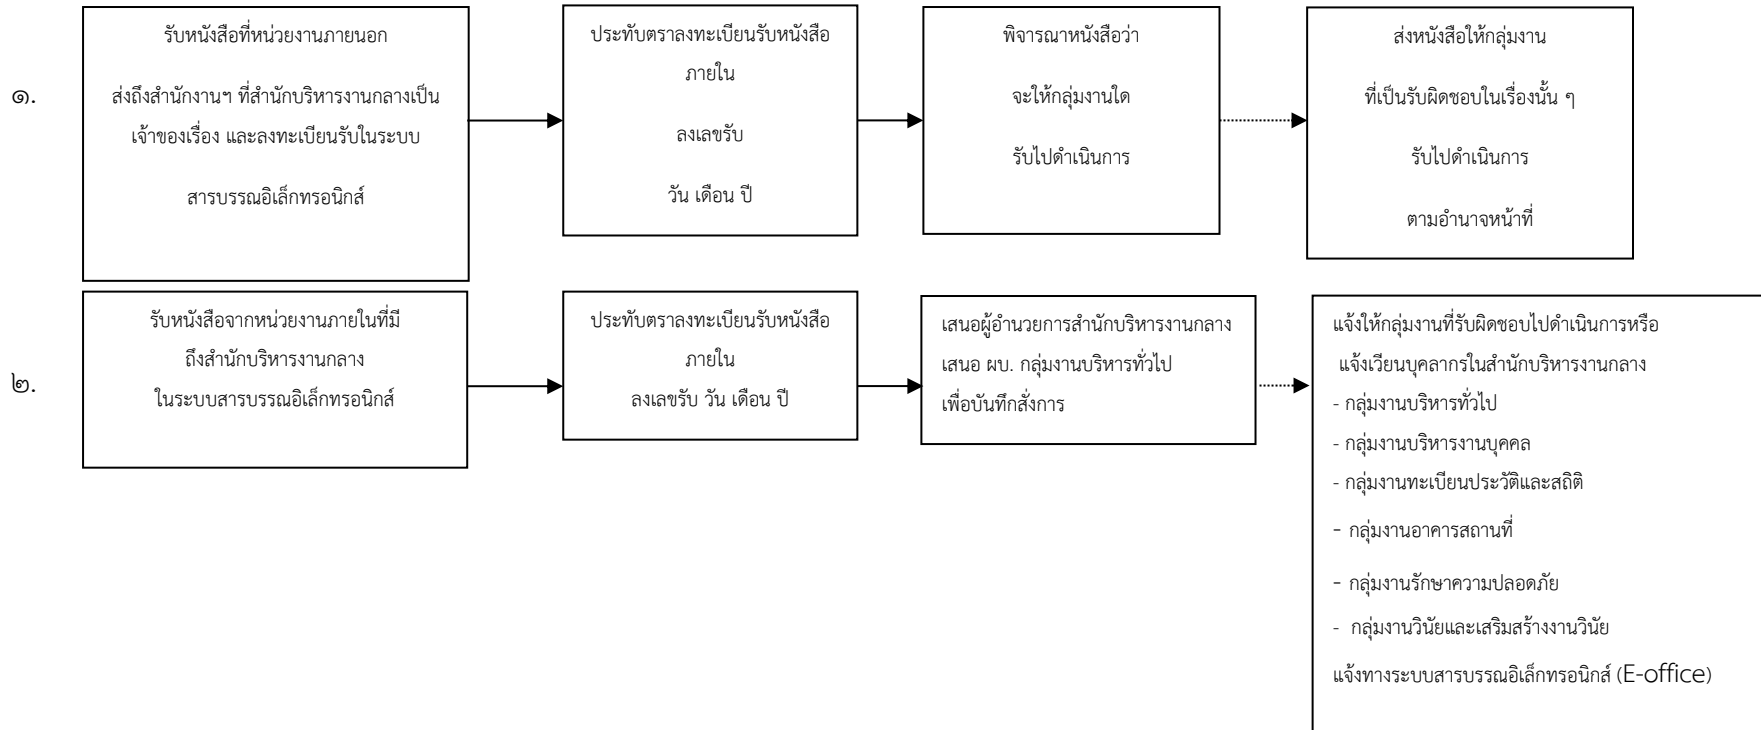 ๑.
รับหนังสือที่หน่วยงานภายนอก
ส่งถึงสำนักงานฯ ที่สำนักบริหารงานกลางเป็น
เจ้าของเรื่อง และลงทะเบียนรับในระบบ
สารบรรณอิเล็กทรอนิกส์
ประทับตราลงทะเบียนรับหนังสือ
ภายใน
ลงเลขรับ
วัน เดือน ปี
พิจารณาหนังสือว่า
จะให้กลุ่มงานใด
รับไปดำเนินการ
ส่งหนังสือให้กลุ่มงาน
ที่เป็นรับผิดชอบในเรื่องนั้น ๆ
รับไปดำเนินการ
ตามอำนาจหน้าที่
๒.
รับหนังสือจากหน่วยงานภายในที่มี
ถึงสำนักบริหารงานกลาง
ในระบบสารบรรณอิเล็กทรอนิกส์
ประทับตราลงทะเบียนรับหนังสือ
ภายใน
ลงเลขรับ วัน เดือน ปี
เสนอผู้อำนวยการสำนักบริหารงานกลาง
เสนอ ผบ. กลุ่มงานบริหารทั่วไป
เพื่อบันทึกสั่งการ
แจ้งให้กลุ่มงานที่รับผิดชอบไปดำเนินการหรือ
แจ้งเวียนบุคลากรในสำนักบริหารงานกลาง
- กลุ่มงานบริหารทั่วไป
- กลุ่มงานบริหารงานบุคคล
- กลุ่มงานทะเบียนประวัติและสถิติ
- กลุ่มงานอาคารสถานที่
- กลุ่มงานรักษาความปลอดภัย
- กลุ่มงานวินัยและเสริมสร้างงานวินัย
แจ้งทางระบบสารบรรณอิเล็กทรอนิกส์ (E-office)